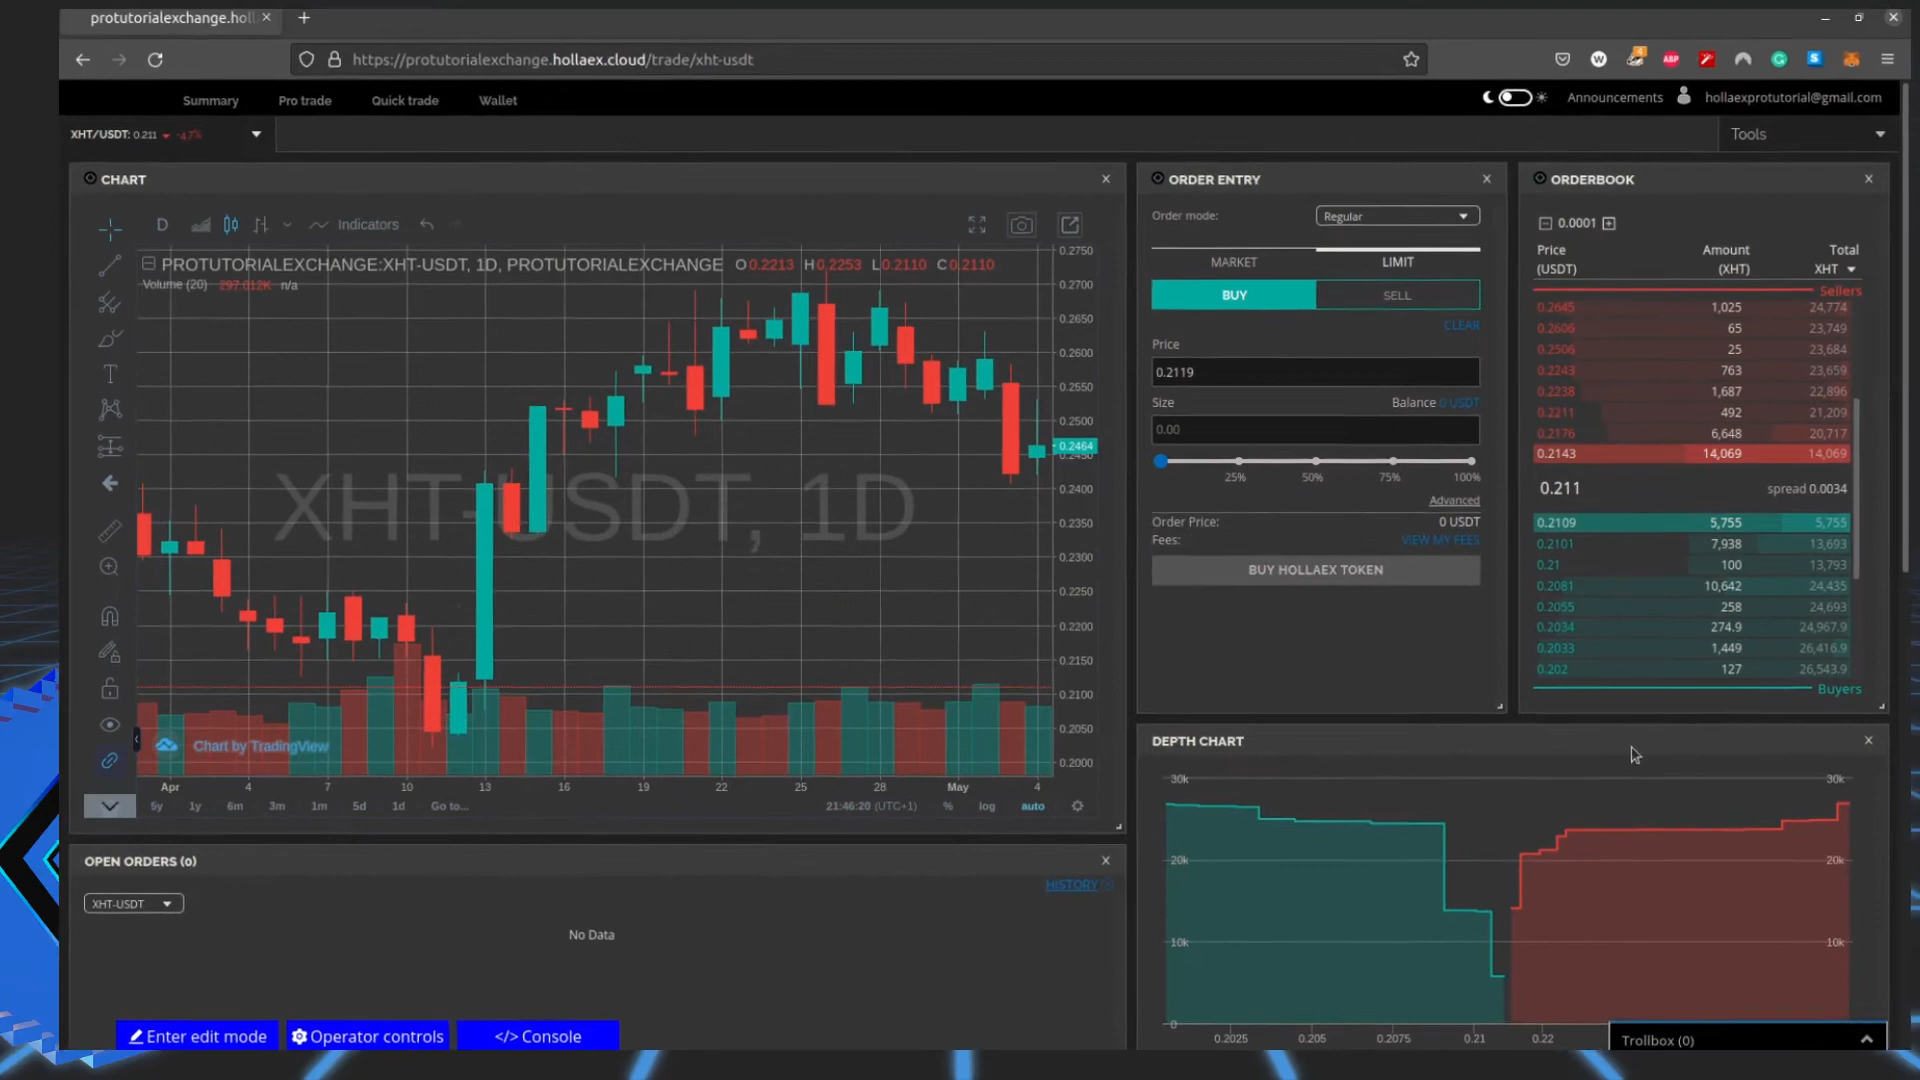 protutorialexchange.hol
https://protutorialexchange.hollaex.cloud/trade/xht-usdt
Summary Pro trade Quick trade Wallet Announcements hollaexprotutorial@gmail.com
XHT/USDT: 0.211 -4.7% Tools
CHART
D Indicators
PROTUTORIALEXCHANGE:XHT-USDT, 1D, PROTUTORIALEXCHANGE O0.2213 H0.2253 L0.2110 C0.2110
Volume (20) 297.012K n/a
XHT-USDT, 1D
0.2750
0.2700
0.2650
0.2600
0.2550
0.2500
0.2464
0.2450
0.2400
0.2350
0.2300
0.2250
0.2200
0.2150
0.2100
0.2050
0.2000
Chart by TradingView
Apr 4 7 10 13 16 19 22 25 28 May 4
5y 1y 6m 3m 1m 5d 1d Go to... 21:46:20 (UTC+1) % log auto
ORDER ENTRY
Order mode: Regular
MARKET LIMIT
BUY SELL
CLEAR
Price
0.2119
Size Balance 0 USDT
0.00
25% 50% 75% 100%
Advanced
Order Price: 0 USDT
Fees: VIEW MY FEES
BUY HOLLAEX TOKEN
ORDERBOOK
0.0001
Price Amount Total
(USDT) (XHT) XHT
Sellers
0.2645 1,025 24,774
0.2606 65 23,749
0.2506 25 23,684
0.2243 763 23,659
0.2238 1,687 22,896
0.2211 492 21,209
0.2176 6,648 20,717
0.2143 14,069 14,069
0.211 spread 0.0034
0.2109 5,755 5,755
0.2101 7,938 13,693
0.21 100 13,793
0.2081 10,642 24,435
0.2055 258 24,693
0.2034 274.9 24,967.9
0.2033 1,449 26,416.9
0.202 127 26,543.9
Buyers
DEPTH CHART
30k 30k
20k 20k
10k 10k
0
0.2025 0.205 0.2075 0.21 0.22
Trollbox (0)
OPEN ORDERS (0)
HISTORY
XHT-USDT
No Data
Enter edit mode Operator controls </> Console